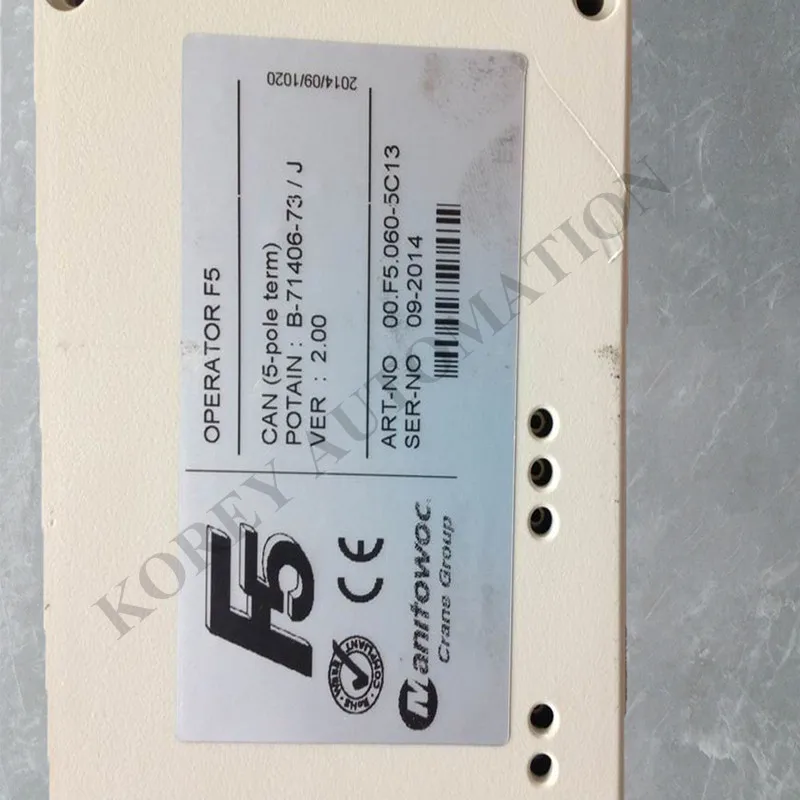 OPERATOR F5
2014/09/1020
CAN (5-pole term)
POTAIN : B-71406-73 / J
VER : 2.00
ART-NO 00.F5.060-5C13
SER-NO 09-2014
F5
CE
RoHS
COMPLIANT
Manitowoc
Crane Group
KOREY AUTOMATION